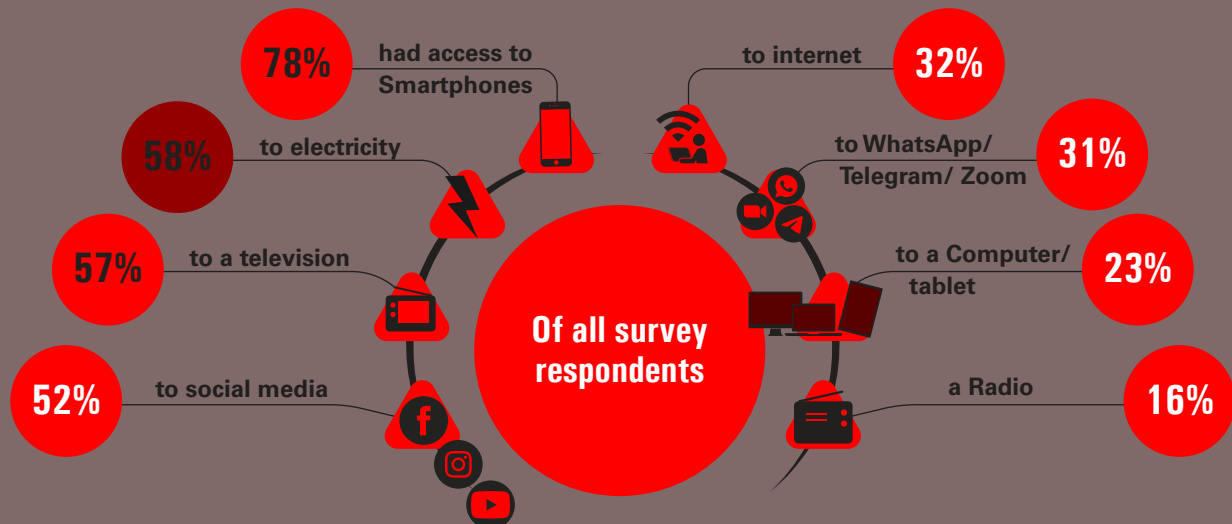 78%
had access to
Smartphones
58%
to electricity
57%
to a television
52%
to social media
Of all survey
respondents
to internet
32%
to WhatsApp/
Telegram/ Zoom
31%
to a Computer/
tablet
23%
a Radio
16%